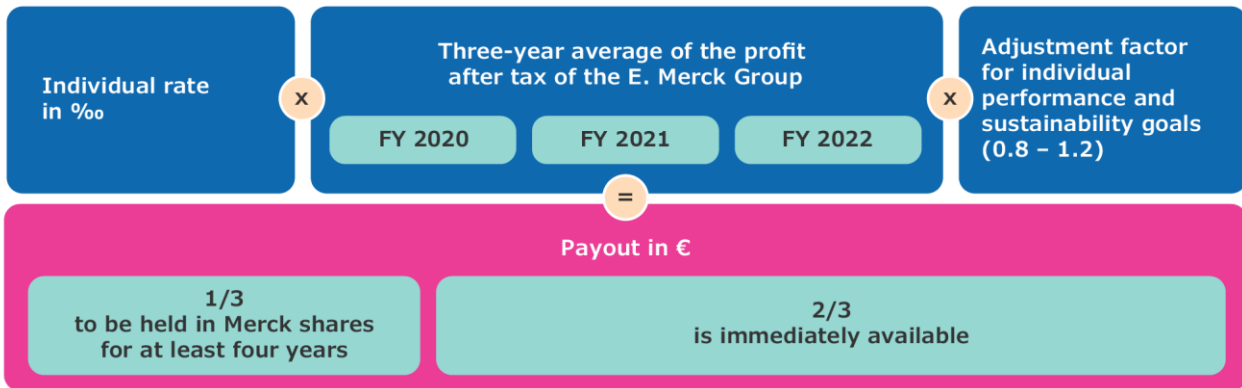 Individual rate
in ‰
x
Three-year average of the profit
after tax of the E. Merck Group
FY 2020
FY 2021
FY 2022
x
Adjustment factor
for individual
performance and
sustainability goals
(0.8 – 1.2)
=
Payout in €
1/3
to be held in Merck shares
for at least four years
2/3
is immediately available